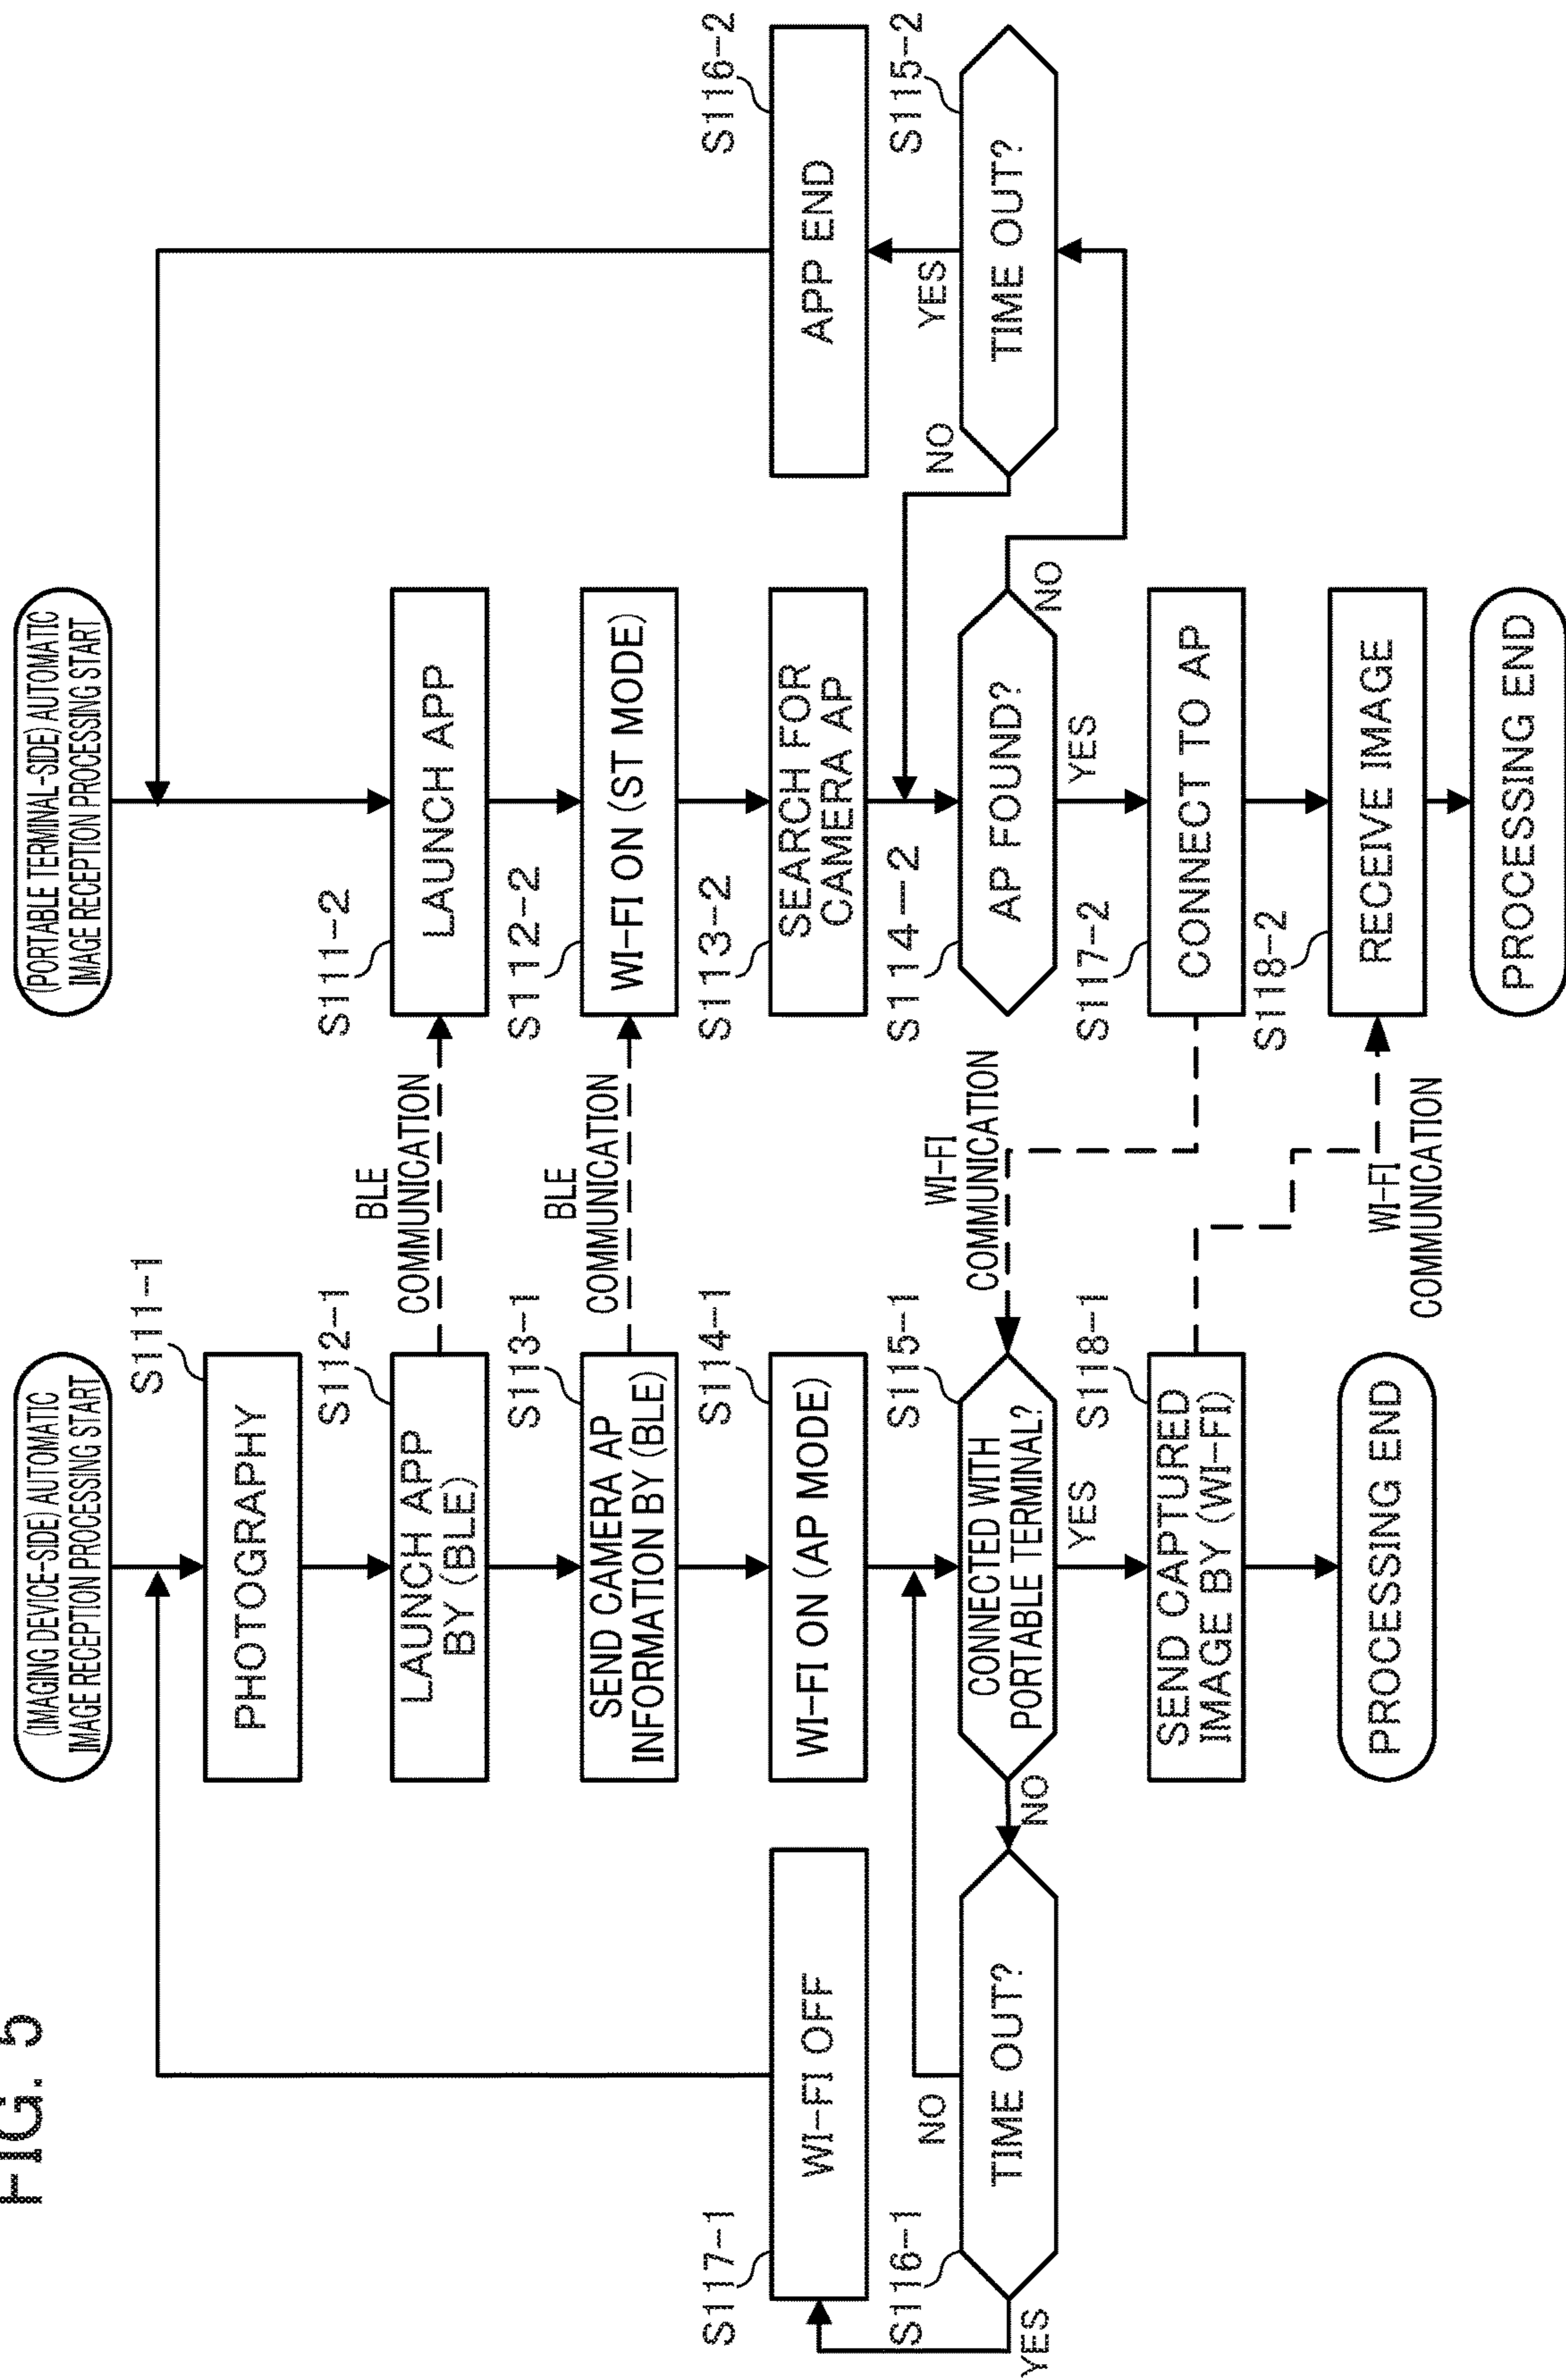 FIG. 5
(IMAGING DEVICE-SIDE) AUTOMATIC
IMAGE RECEPTION PROCESSING START
S111-1
PHOTOGRAPHY
S112-1
LAUNCH APP
BY (BLE)
S113-1
SEND CAMERA AP
INFORMATION BY (BLE)
S114-1
WI-FI ON (AP MODE)
S115-1
CONNECTED WITH
PORTABLE TERMINAL?
YES
NO
S116-1
TIME OUT?
NO
YES
S117-1
WI-FI OFF
S118-1
SEND CAPTURED
IMAGE BY (WI-FI)
PROCESSING END
BLE
COMMUNICATION
BLE
COMMUNICATION
WI-FI
COMMUNICATION
WI-FI
COMMUNICATION
(PORTABLE TERMINAL-SIDE) AUTOMATIC
IMAGE RECEPTION PROCESSING START
S111-2
LAUNCH APP
S112-2
WI-FI ON (ST MODE)
S113-2
SEARCH FOR
CAMERA AP
S114-2
AP FOUND?
YES
NO
S115-2
TIME OUT?
NO
YES
S116-2
APP END
S117-2
CONNECT TO AP
S118-2
RECEIVE IMAGE
PROCESSING END